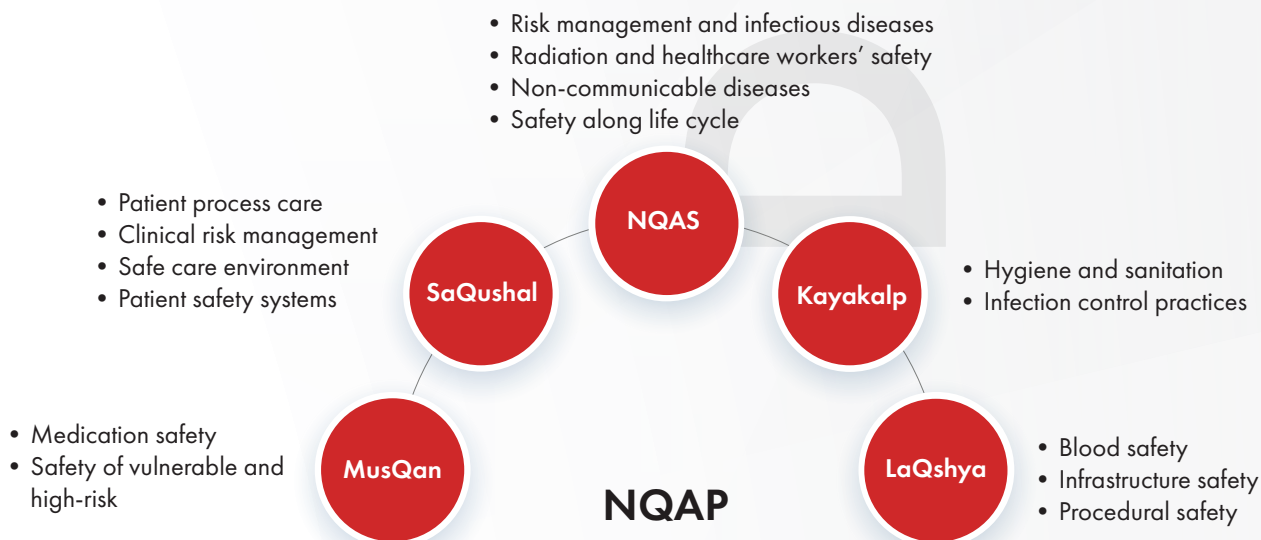 • Risk management and infectious diseases
• Radiation and healthcare workers’ safety
• Non-communicable diseases
• Safety along life cycle
NQAS
• Patient process care
• Clinical risk management
• Safe care environment
• Patient safety systems
SaQushal
Kayakalp
• Hygiene and sanitation
• Infection control practices
• Medication safety
• Safety of vulnerable and
high-risk
MusQan
NQAP
LaQshya
• Blood safety
• Infrastructure safety
• Procedural safety